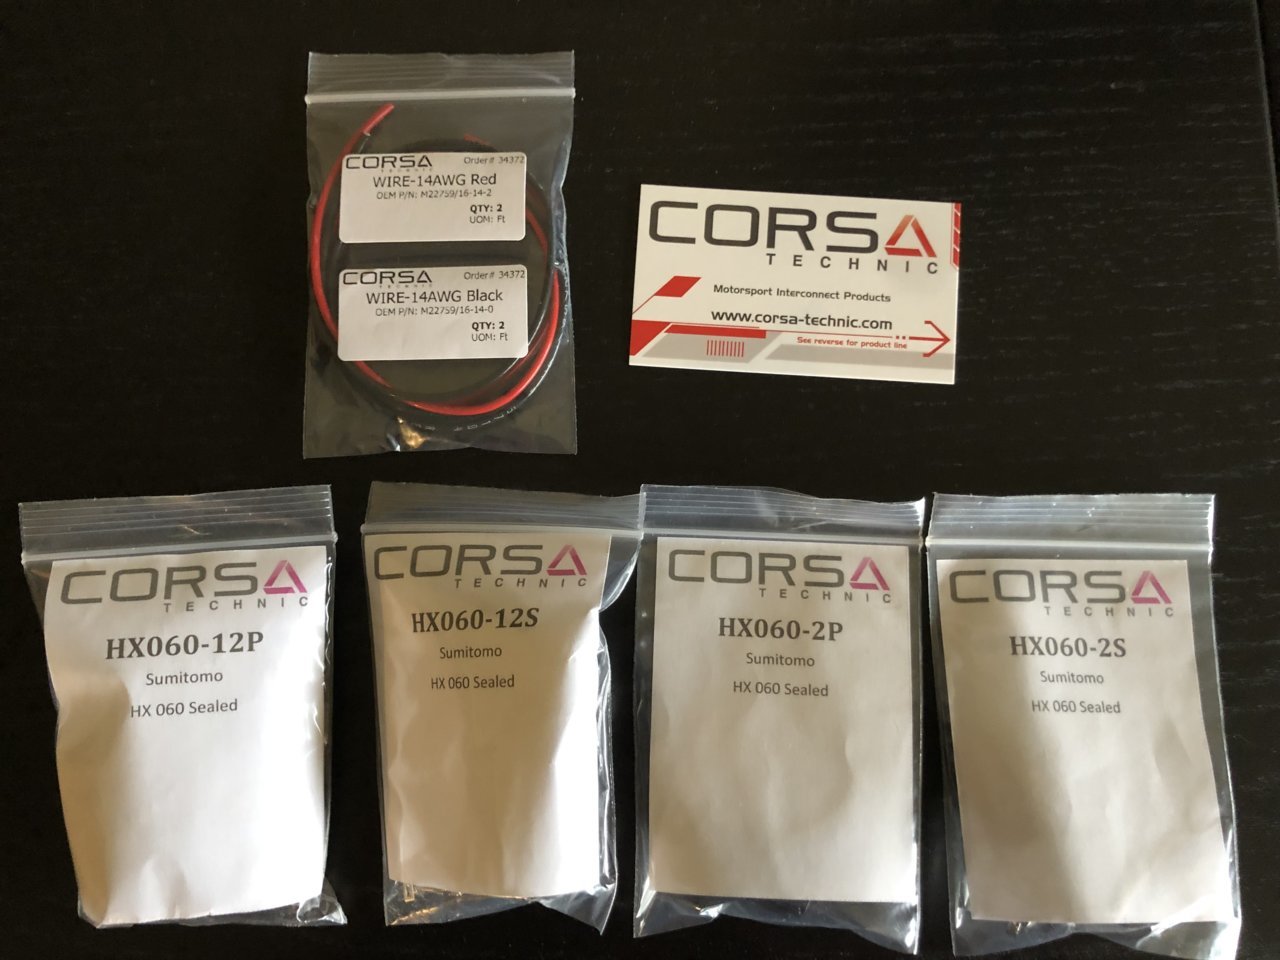 CORSA
TECHNIC
Order# 34372
WIRE-14AWG Red
OEM P/N: M22759/16-14-2
QTY: 2
UOM: Ft
CORSA
TECHNIC
Order# 34372
WIRE-14AWG Black
OEM P/N: M22759/16-14-0
QTY: 2
UOM: Ft
CORSA
TECHNIC
Motorsport Interconnect Products
www.corsa-technic.com
See reverse for product line
CORSA
TECHNIC
HX060-12P
Sumitomo
HX 060 Sealed
CORSA
TECHNIC
HX060-12S
Sumitomo
HX 060 Sealed
CORSA
TECHNIC
HX060-2P
Sumitomo
HX 060 Sealed
CORSA
TECHNIC
HX060-2S
Sumitomo
HX 060 Sealed